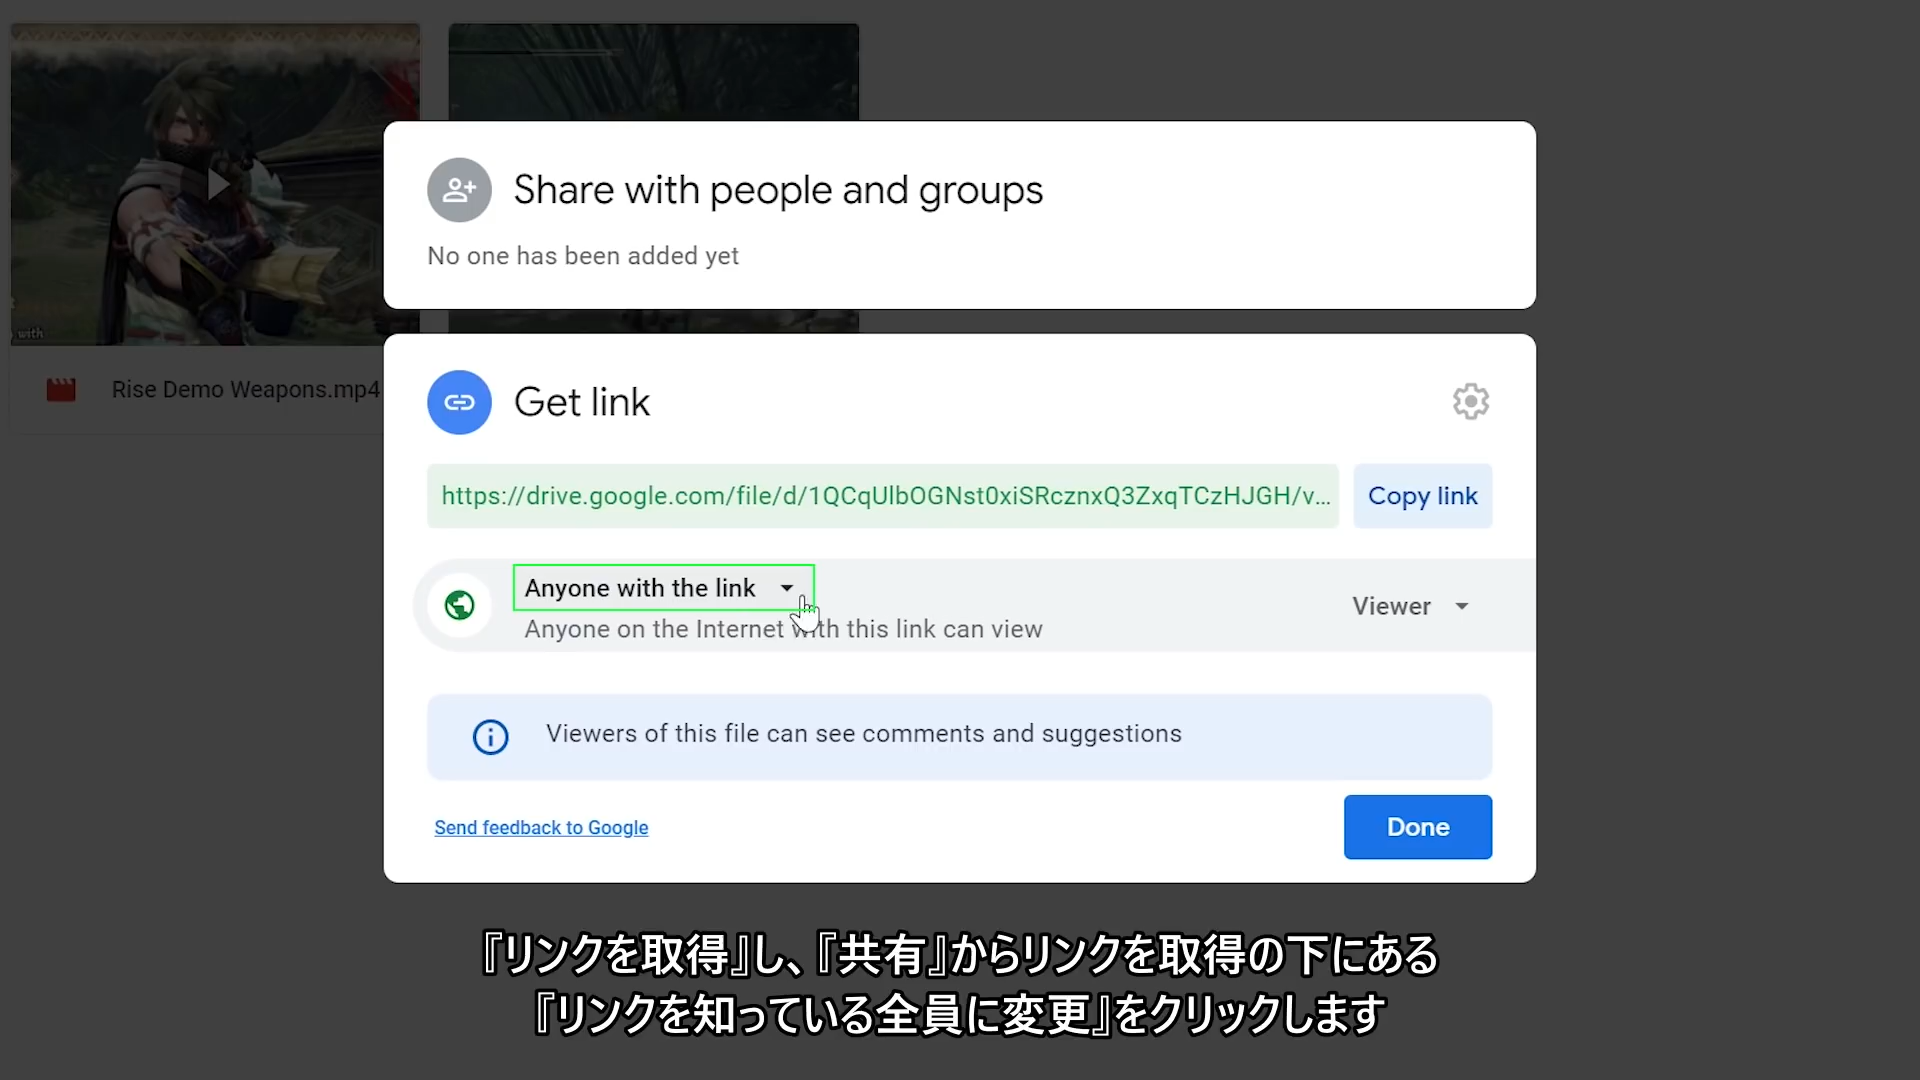 Share with people and groups
No one has been added yet
with
Rise Demo Weapons.mp4
Get link
https://drive.google.com/file/d/1QCqUlbOGNst0xiSRcznxQ3ZxqTCzHJGH/v...
Copy link
Anyone with the link
Viewer
Anyone on the Internet with this link can view
Viewers of this file can see comments and suggestions
Send feedback to Google
Done
『リンクを取得』し、『共有』からリンクを取得の下にある
『リンクを知っている全員に変更』をクリックします